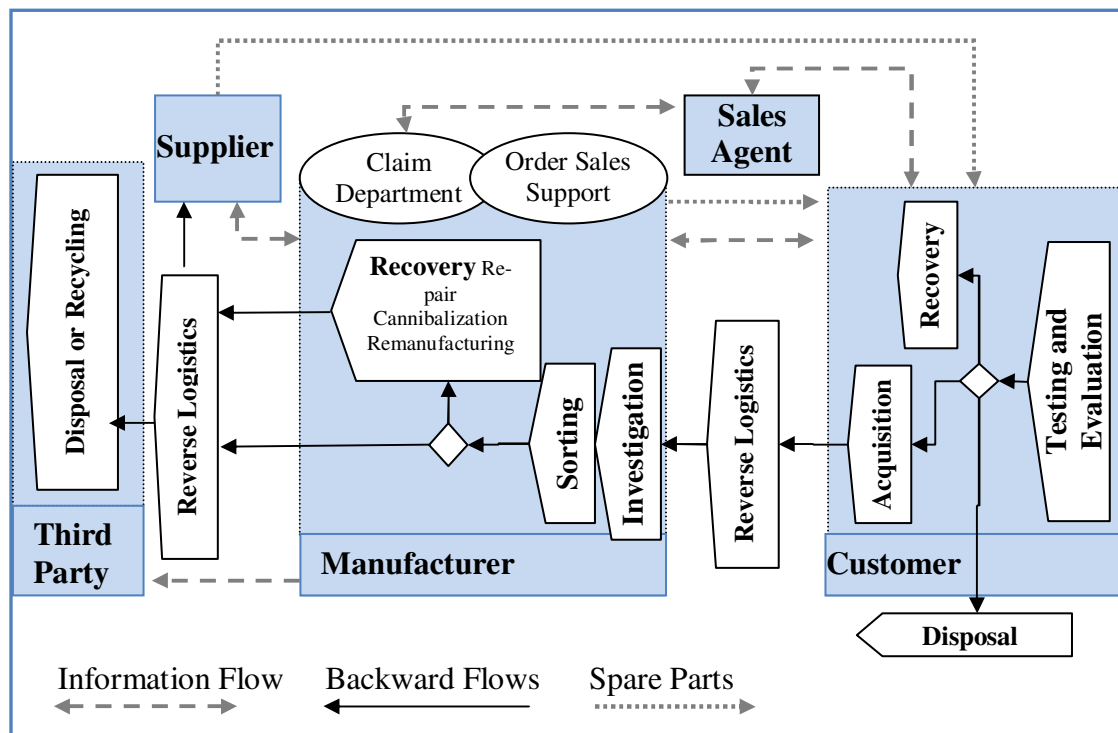 Supplier
Claim
Department
Order Sales
Support
Sales
Agent
Disposal or Recycling
Third
Party
Reverse Logistics
Recovery Re-
pair
Cannibalization
Remanufacturing
Sorting
Investigation
Manufacturer
Reverse Logistics
Recovery
Acquisition
Testing and
Evaluation
Customer
Disposal
Information Flow
Backward Flows
Spare Parts